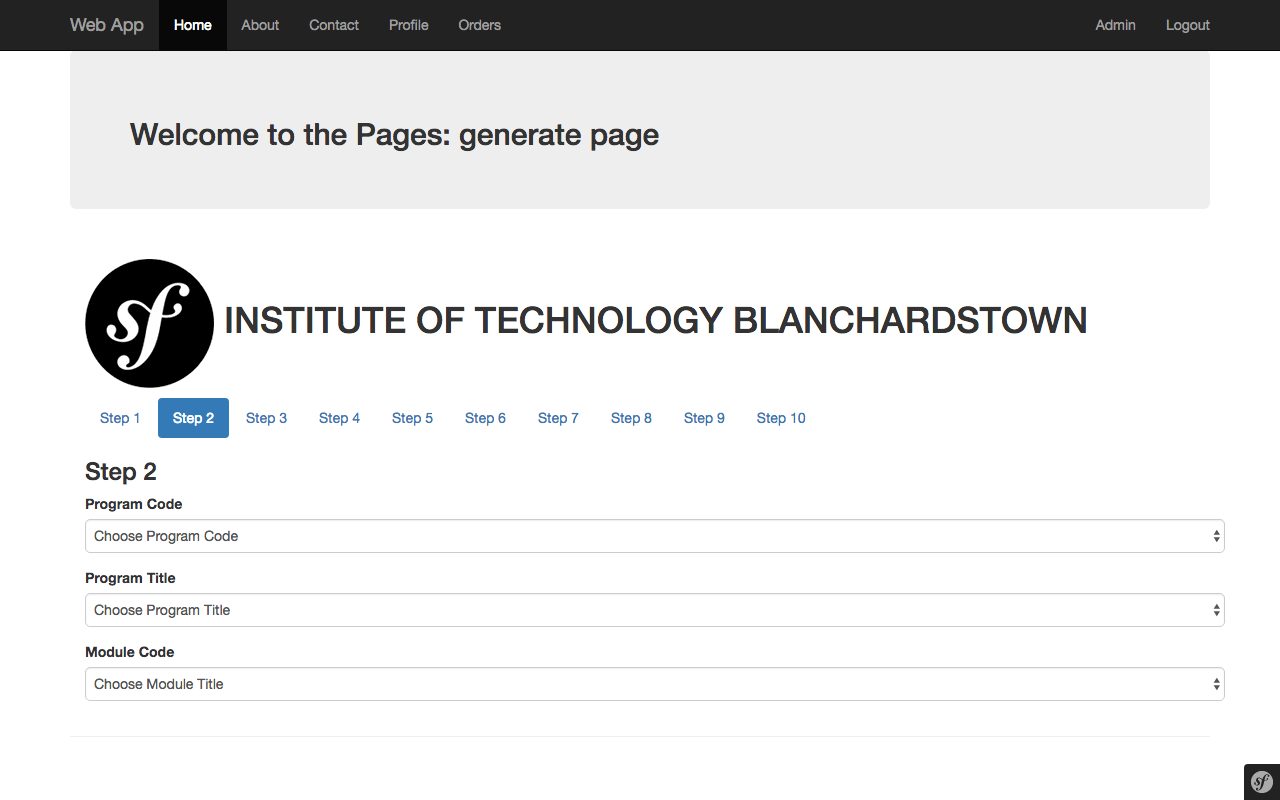 Web App Home About Contact Profile Orders Admin Logout
Welcome to the Pages: generate page
sf INSTITUTE OF TECHNOLOGY BLANCHARDSTOWN
Step 1 Step 2 Step 3 Step 4 Step 5 Step 6 Step 7 Step 8 Step 9 Step 10
Step 2
Program Code
Choose Program Code
Program Title
Choose Program Title
Module Code
Choose Module Title
sf